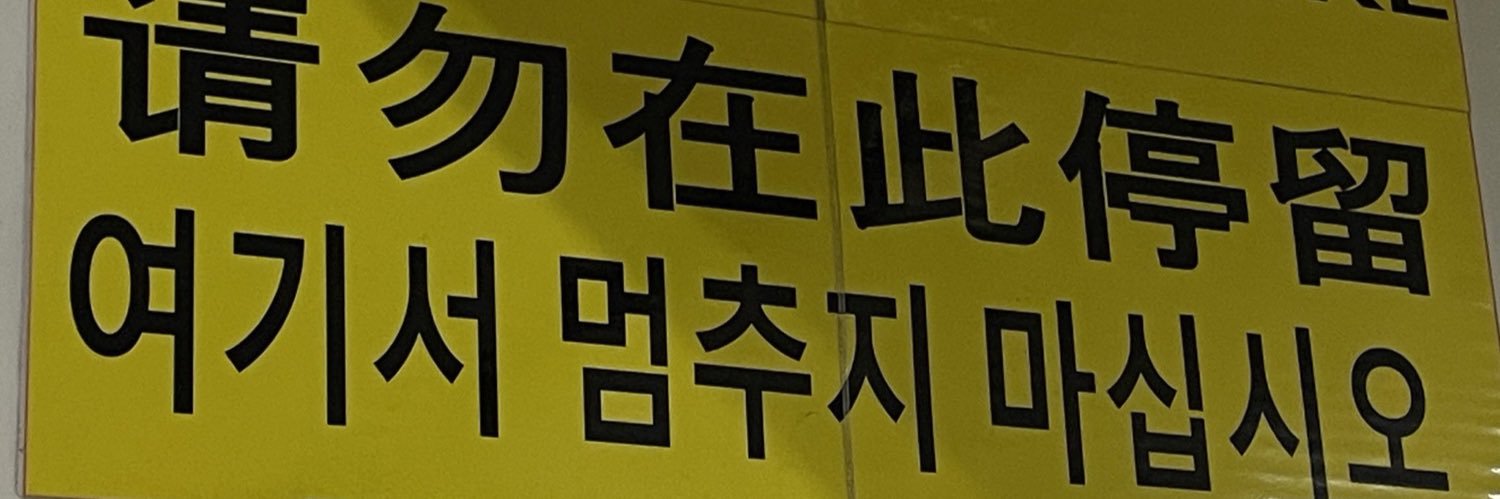 请勿在此停留
여기서 멈추지 마십시오